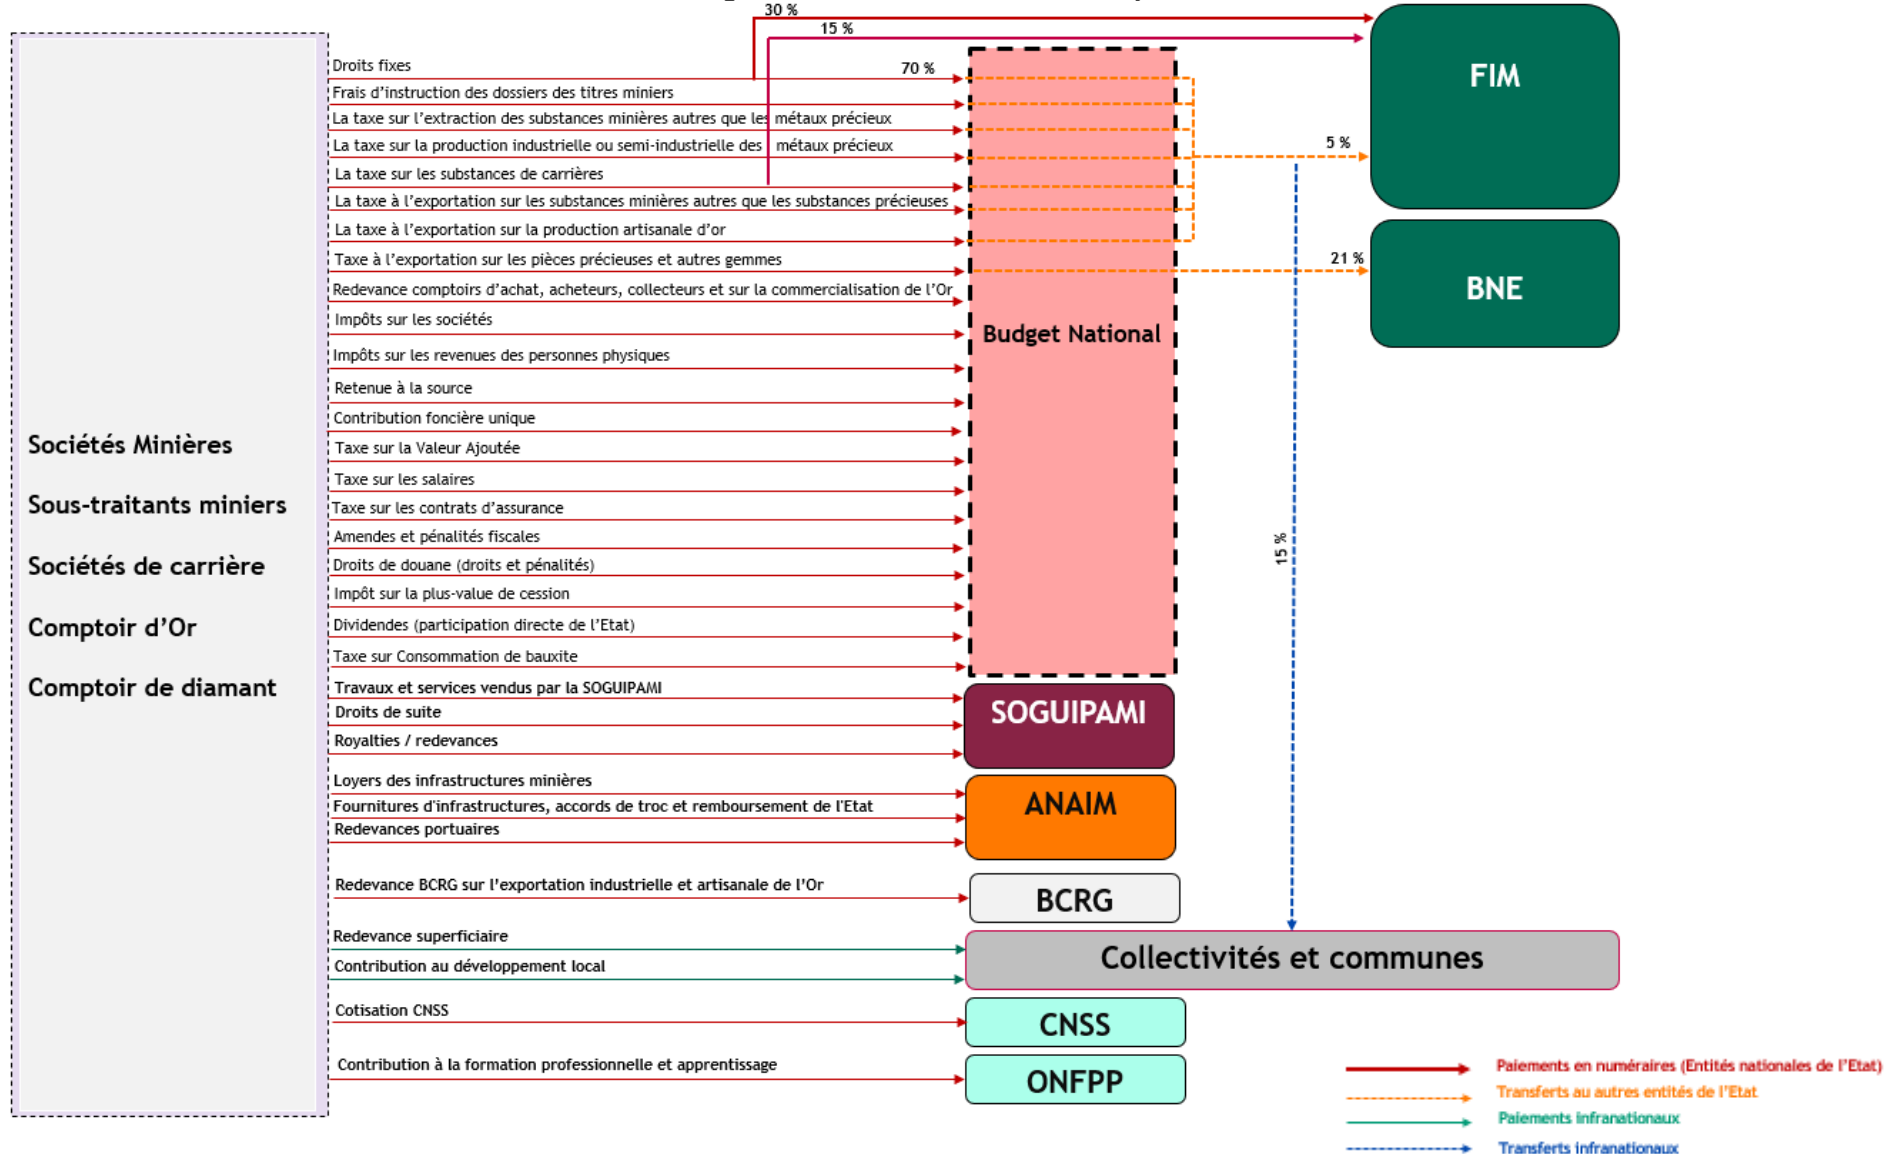 30 %
15 %
Droits fixes
70 %
Frais d'instruction des dossiers des titres miniers
La taxe sur l'extraction des substances minières autres que les métaux précieux
La taxe sur la production industrielle ou semi-industrielle des métaux précieux
La taxe sur les substances de carrières
La taxe à l'exportation sur les substances minières autres que les substances précieuses
La taxe à l'exportation sur la production artisanale d'or
Taxe à l'exportation sur les pièces précieuses et autres gemmes
Redevance comptoirs d'achat, acheteurs, collecteurs et sur la commercialisation de l'Or
Impôts sur les sociétés
Impôts sur les revenues des personnes physiques
Retenue à la source
Contribution foncière unique
Taxe sur la Valeur Ajoutée
Taxe sur les salaires
Taxe sur les contrats d'assurance
Amendes et pénalités fiscales
Droits de douane (droits et pénalités)
Impôt sur la plus-value de cession
Dividendes (participation directe de l'Etat)
Taxe sur Consommation de bauxite
Travaux et services vendus par la SOGUIPAMI
Droits de suite
Royalties / redevances
Loyers des infrastructures minières
Fournitures d'infrastructures, accords de troc et remboursement de l'Etat
Redevances portuaires
Redevance BCRG sur l'exportation industrielle et artisanale de l'Or
Redevance superficiaire
Contribution au développement local
Cotisation CNSS
Contribution à la formation professionnelle et apprentissage
Sociétés Minières
Sous-traitants miniers
Sociétés de carrière
Comptoir d'Or
Comptoir de diamant
Budget National
SOGUIPAMI
ANAIM
BCRG
Collectivités et communes
CNSS
ONFPP
FIM
5 %
BNE
21 %
15 %
Paiements en numéraires (Entités nationales de l'Etat)
Transferts au autres entités de l'Etat
Paiements infranationaux
Transferts infranationaux